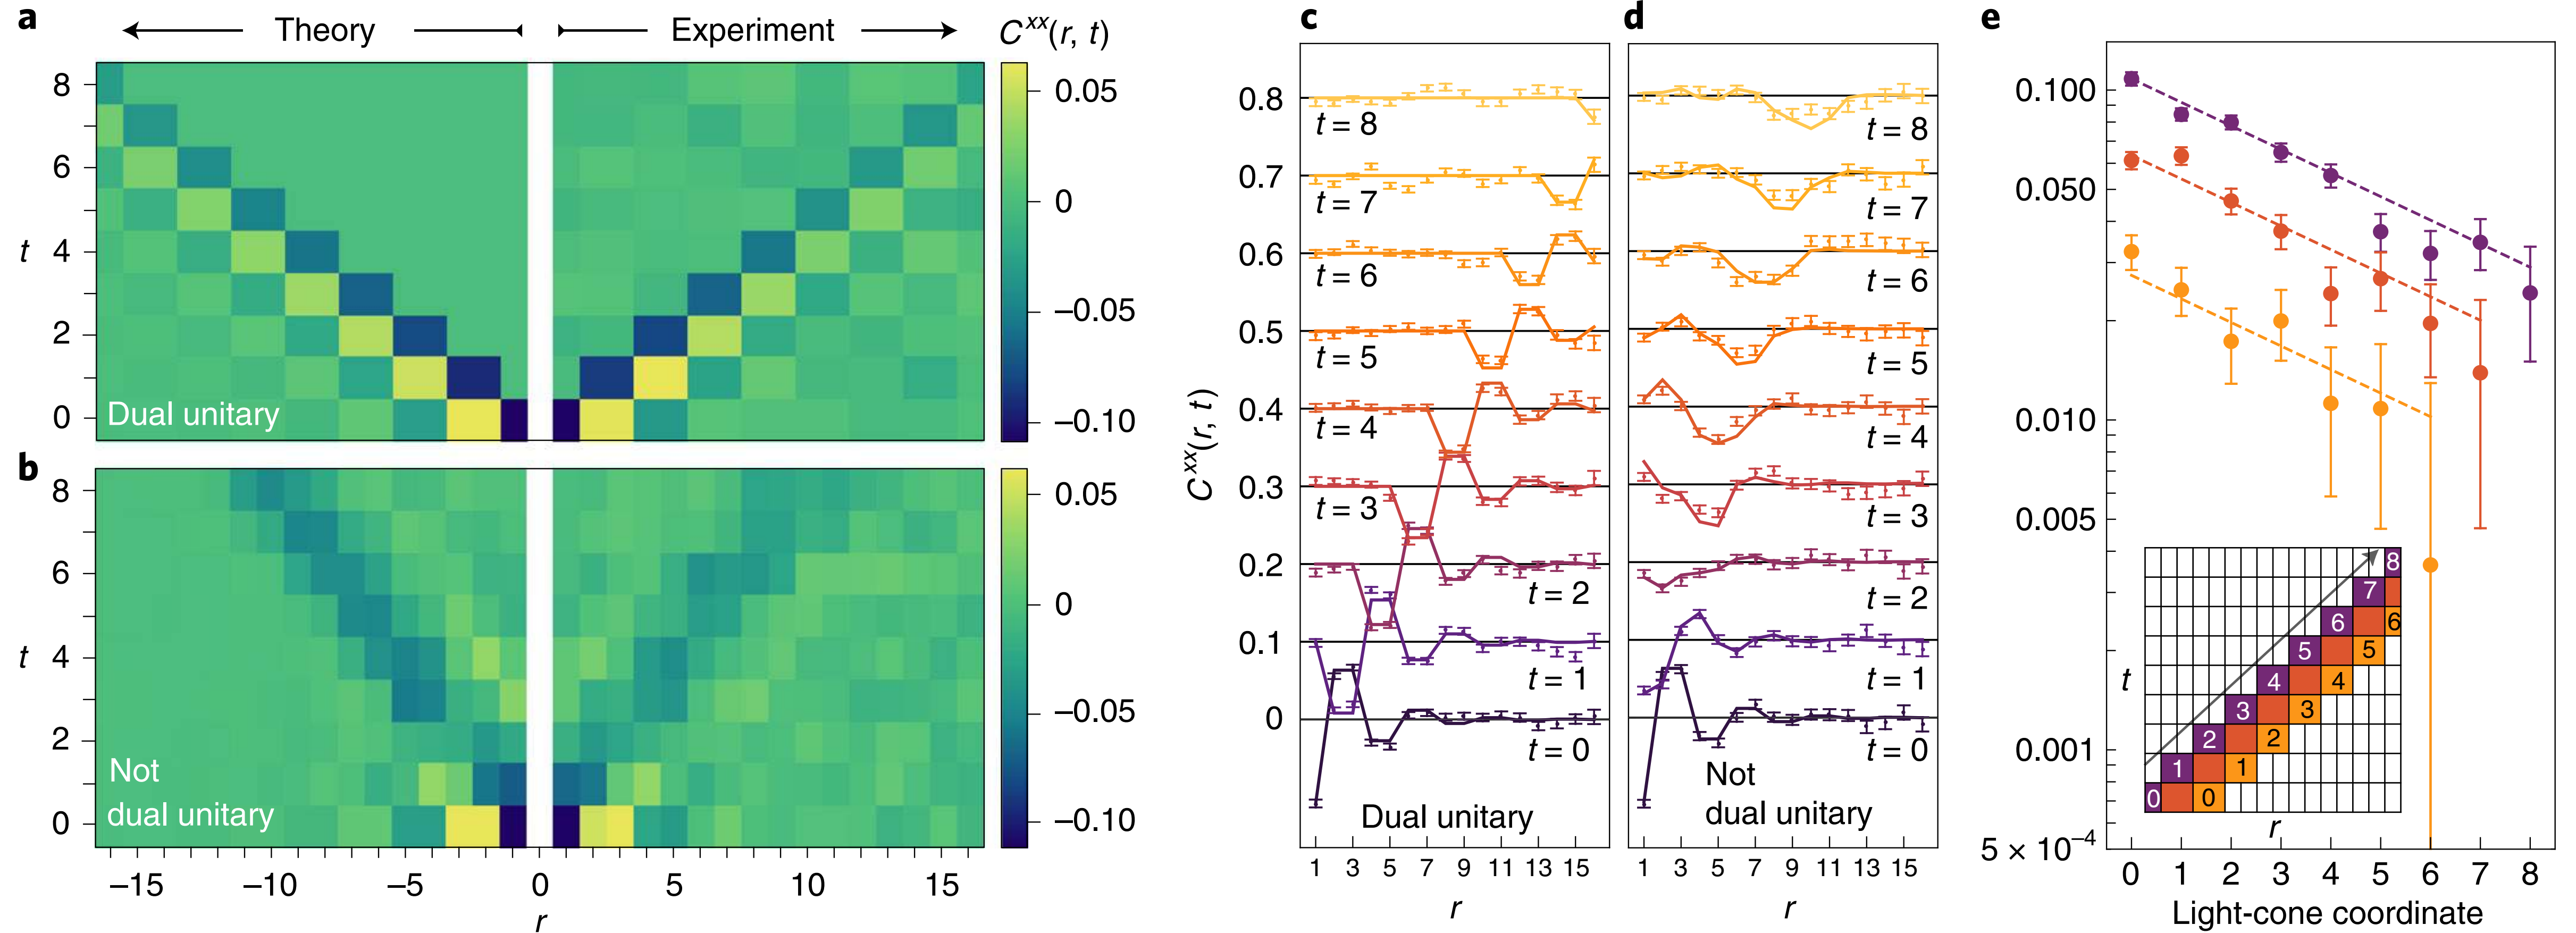 a
Theory
Experiment
C^xx(r, t)
8
6
4
2
0
t
Dual unitary
0.05
0
−0.05
−0.10
b
8
6
4
2
0
t
Not
dual unitary
0.05
0
−0.05
−0.10
−15 −10 −5 0 5 10 15
r
c
C^xx(r, t)
0.8
0.7
0.6
0.5
0.4
0.3
0.2
0.1
0
t = 8
t = 7
t = 6
t = 5
t = 4
t = 3
t = 2
t = 1
t = 0
Dual unitary
1 3 5 7 9 11 13 15
r
d
t = 8
t = 7
t = 6
t = 5
t = 4
t = 3
t = 2
t = 1
t = 0
Not
dual unitary
1 3 5 7 9 11 13 15
r
e
0.100
0.050
0.010
0.005
0.001
5 × 10^−4
8
7
6 6
5 5
4 4
3 3
2 2
1 1
0 0
t
r
0 1 2 3 4 5 6 7 8
Light-cone coordinate